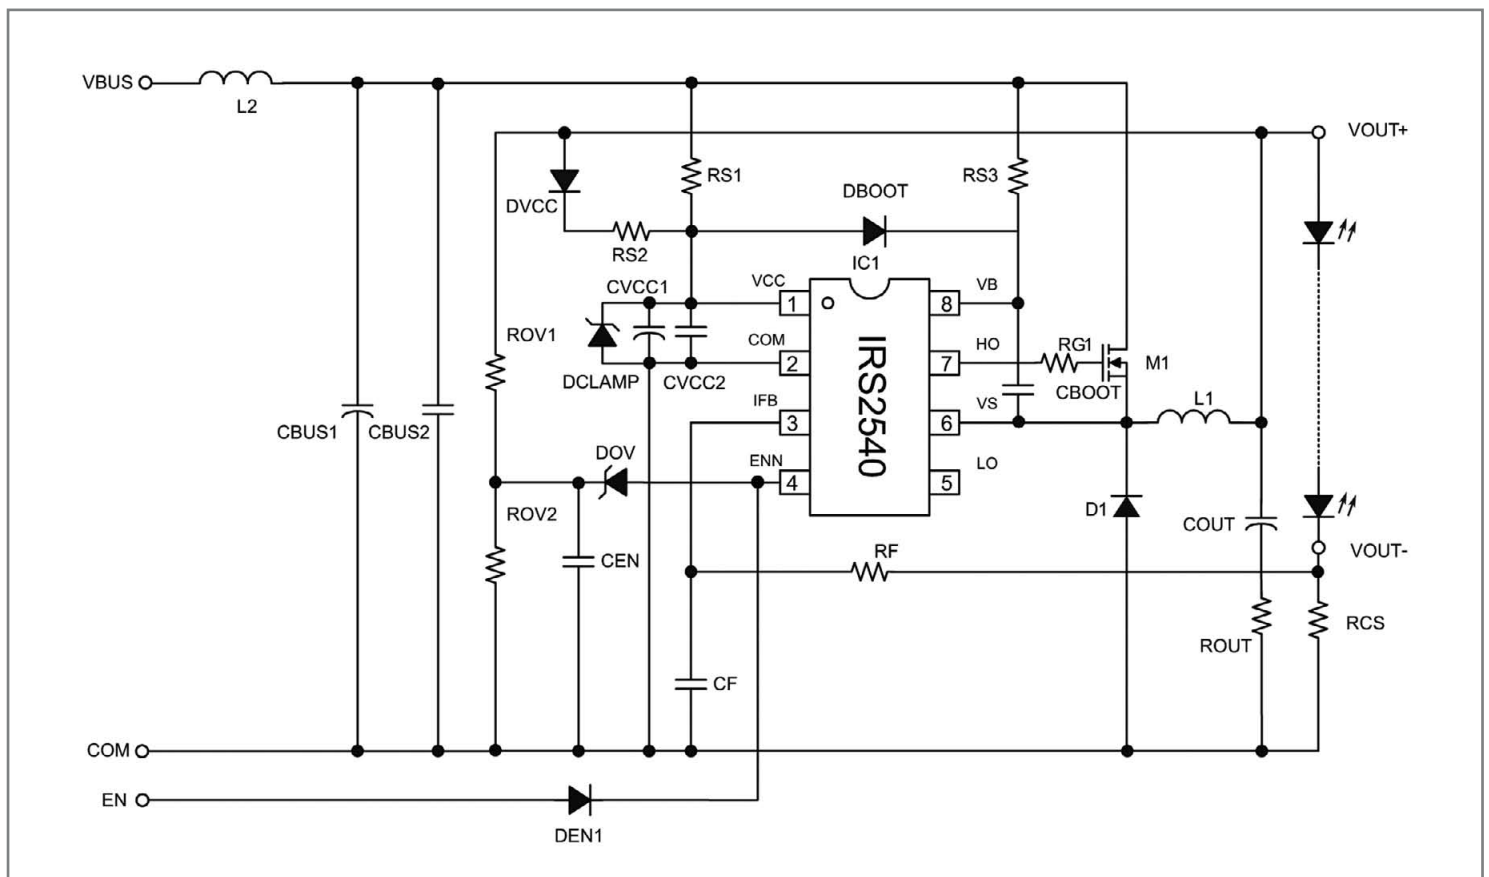 VBUS
L2
VOUT+
RS1
RS3
DBOOT
DVCC
RS2
IC1
CVCC1
VCC
1
8
VB
ROV1
COM
2
7
HO
RG1
M1
DCLAMP
CVCC2
CBOOT
IRS2540
IFB
3
6
VS
L1
CBUS1
CBUS2
DOV
ENN
4
5
LO
ROV2
D1
COUT
CEN
RF
VOUT-
ROUT
RCS
CF
COM
EN
DEN1